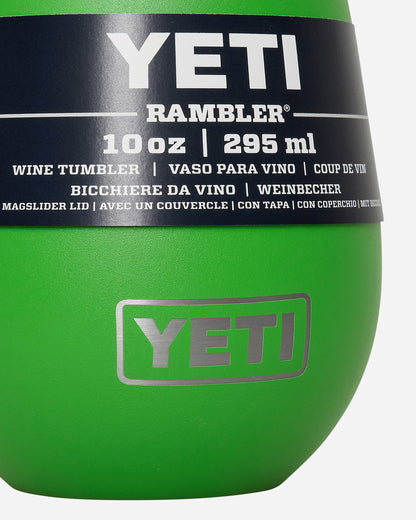 YETI
RAMBLER®
10 oz | 295 ml
WINE TUMBLER | VASO PARA VINO | COUP DE VIN
BICCHIERE DA VINO | WEINBECHER
MAGSLIDER LID | AVEC UN COUVERCLE | CON TAPA | CON COPERCHIO | MIT
YETI